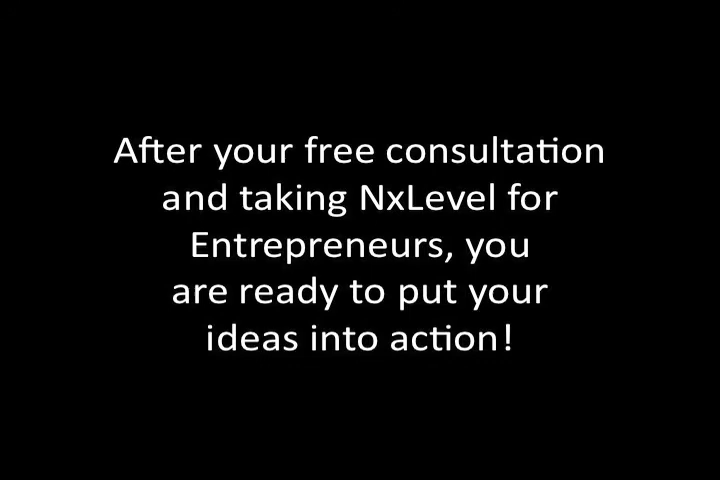 After your free consultation
and taking NxLevel for
Entrepreneurs, you
are ready to put your
ideas into action!